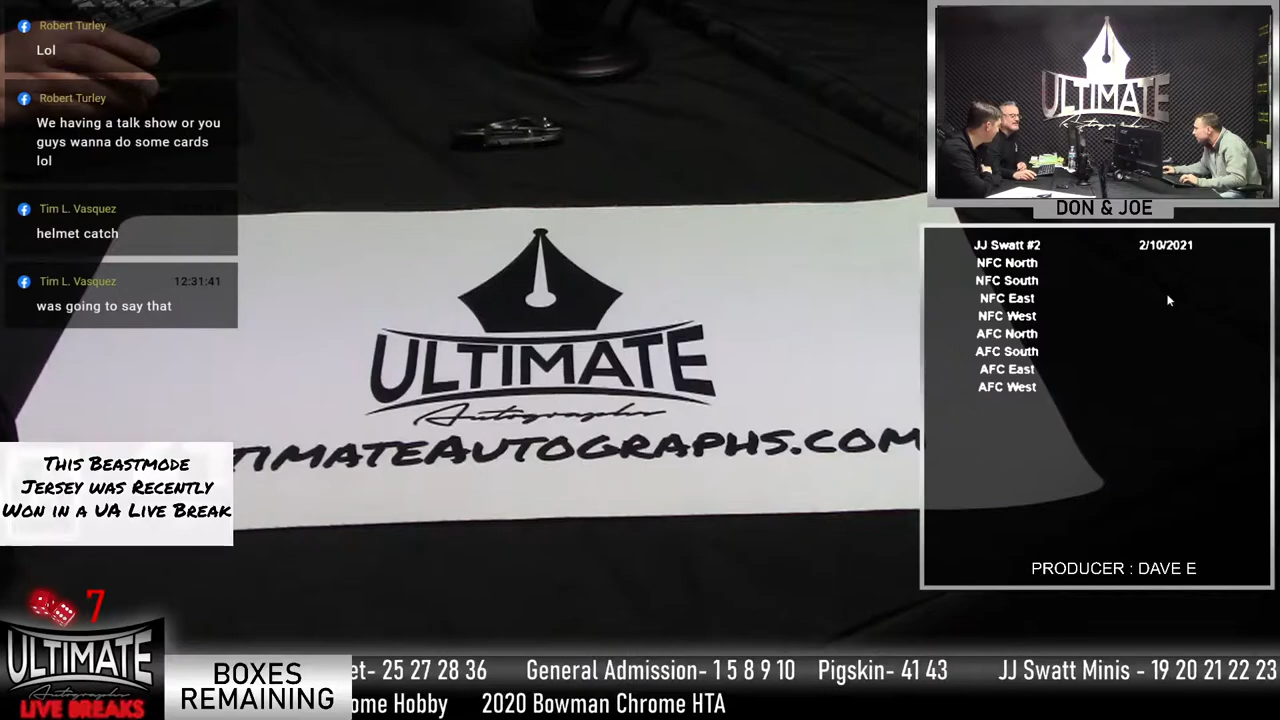 Robert Turley
Lol
Robert Turley
We having a talk show or you
guys wanna do some cards
lol
Tim L. Vasquez
helmet catch
Tim L. Vasquez 12:31:41
was going to say that
ULTIMATE
Autographs
TIMATEAUTOGRAPHS.COM
THIS BEASTMODE
JERSEY WAS RECENTLY
WON IN A UA LIVE BREAK
7
ULTIMATE
Autographs
LIVE BREAKS
BOXES
REMAINING
et- 25 27 28 36 General Admission- 1 5 8 9 10 Pigskin- 41 43 JJ Swatt Minis - 19 20 21 22 23
ome Hobby 2020 Bowman Chrome HTA
ULTIMATE
Autographs
DON & JOE
JJ Swatt #2 2/10/2021
NFC North
NFC South
NFC East
NFC West
AFC North
AFC South
AFC East
AFC West
PRODUCER : DAVE E